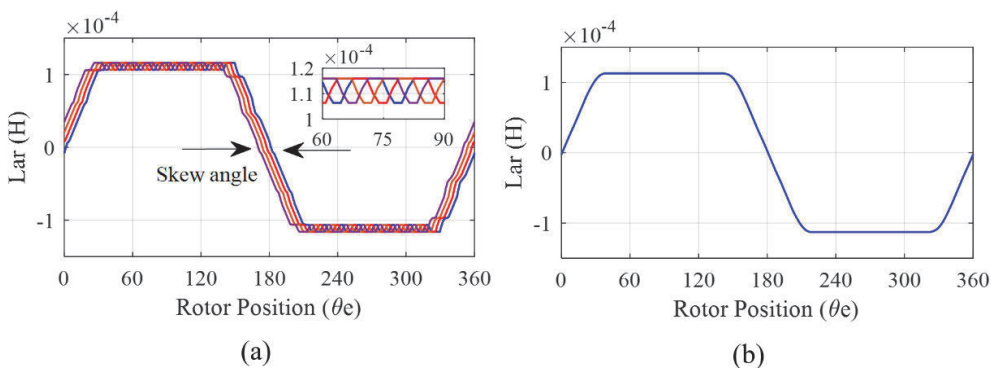 ×10⁻⁴
1
0
-1
Lar (H)
0 60 120 180 240 300 360
Rotor Position (θe)
Skew angle
×10⁻⁴
1.2
1.1
1
60 75 90
(a)
×10⁻⁴
1
0
-1
Lar (H)
0 60 120 180 240 300 360
Rotor Position (θe)
(b)